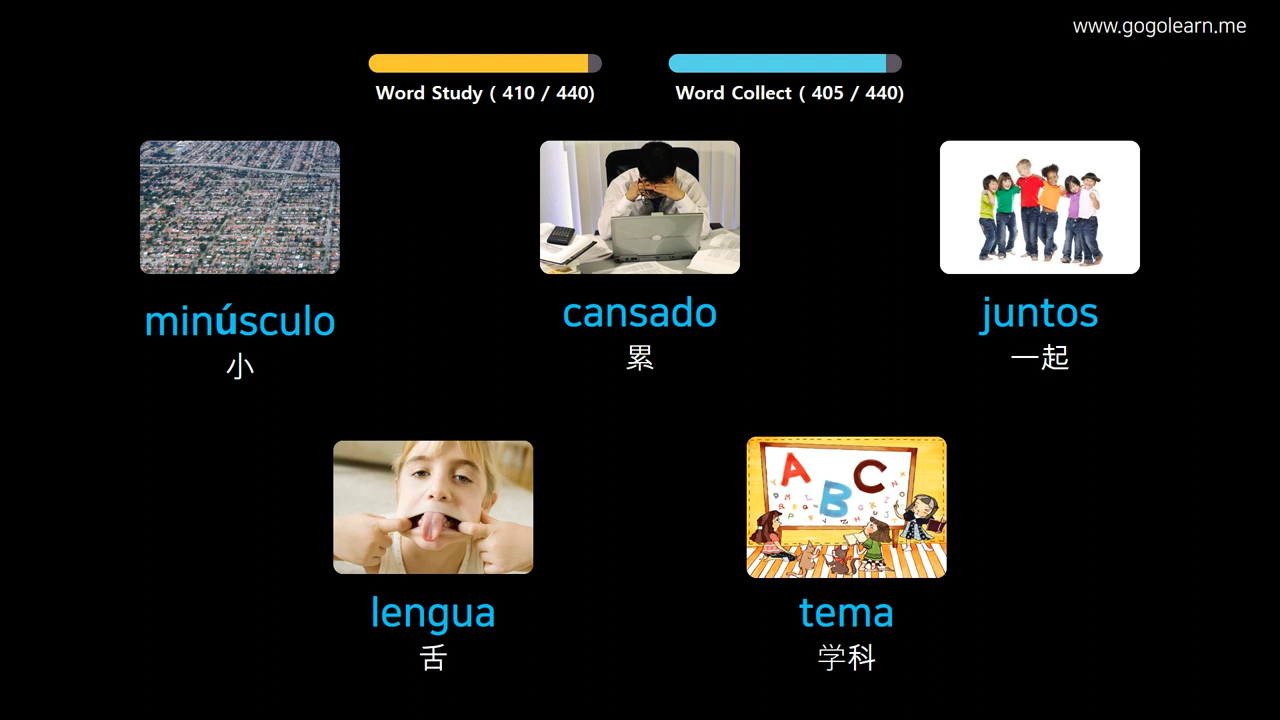 www.gogolearn.me
Word Study ( 410 / 440)
Word Collect ( 405 / 440)
minúsculo
小
cansado
累
juntos
一起
lengua
舌
A B C
tema
学科